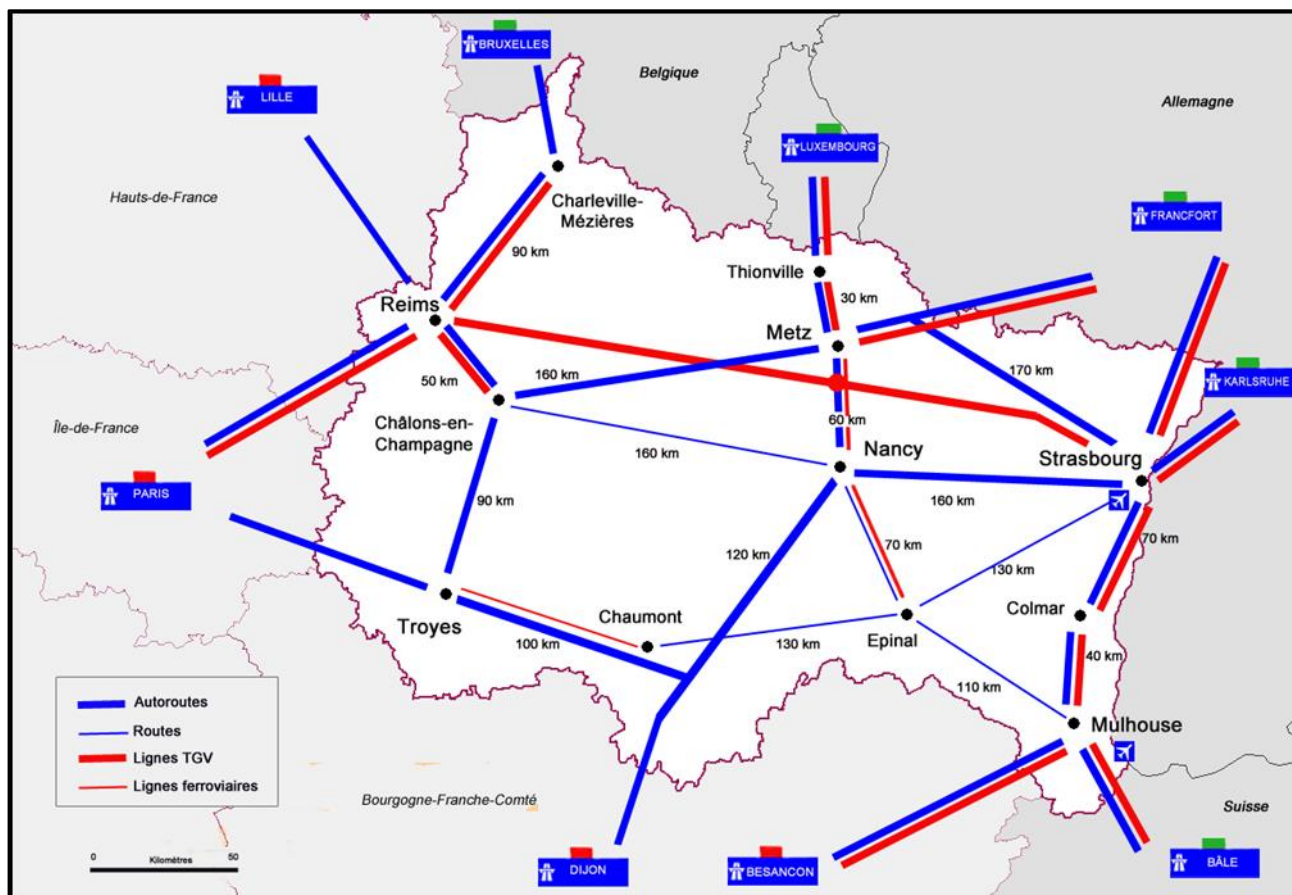 BRUXELLES
Belgique
LILLE
Allemagne
LUXEMBOURG
Hauts-de-France
Charleville-
Mézières
FRANCFORT
90 km
Thionville
30 km
Reims
Metz
50 km
160 km
170 km
KARLSRUHE
Île-de-France
Châlons-en-
Champagne
60 km
160 km
Nancy
Strasbourg
PARIS
160 km
90 km
120 km
70 km
70 km
130 km
Troyes
Chaumont
Epinal
Colmar
100 km
130 km
40 km
110 km
Mulhouse
Autoroutes
Routes
Lignes TGV
Lignes ferroviaires
Bourgogne-Franche-Comté
Suisse
0
Kilomètres
50
DIJON
BESANCON
BÂLE